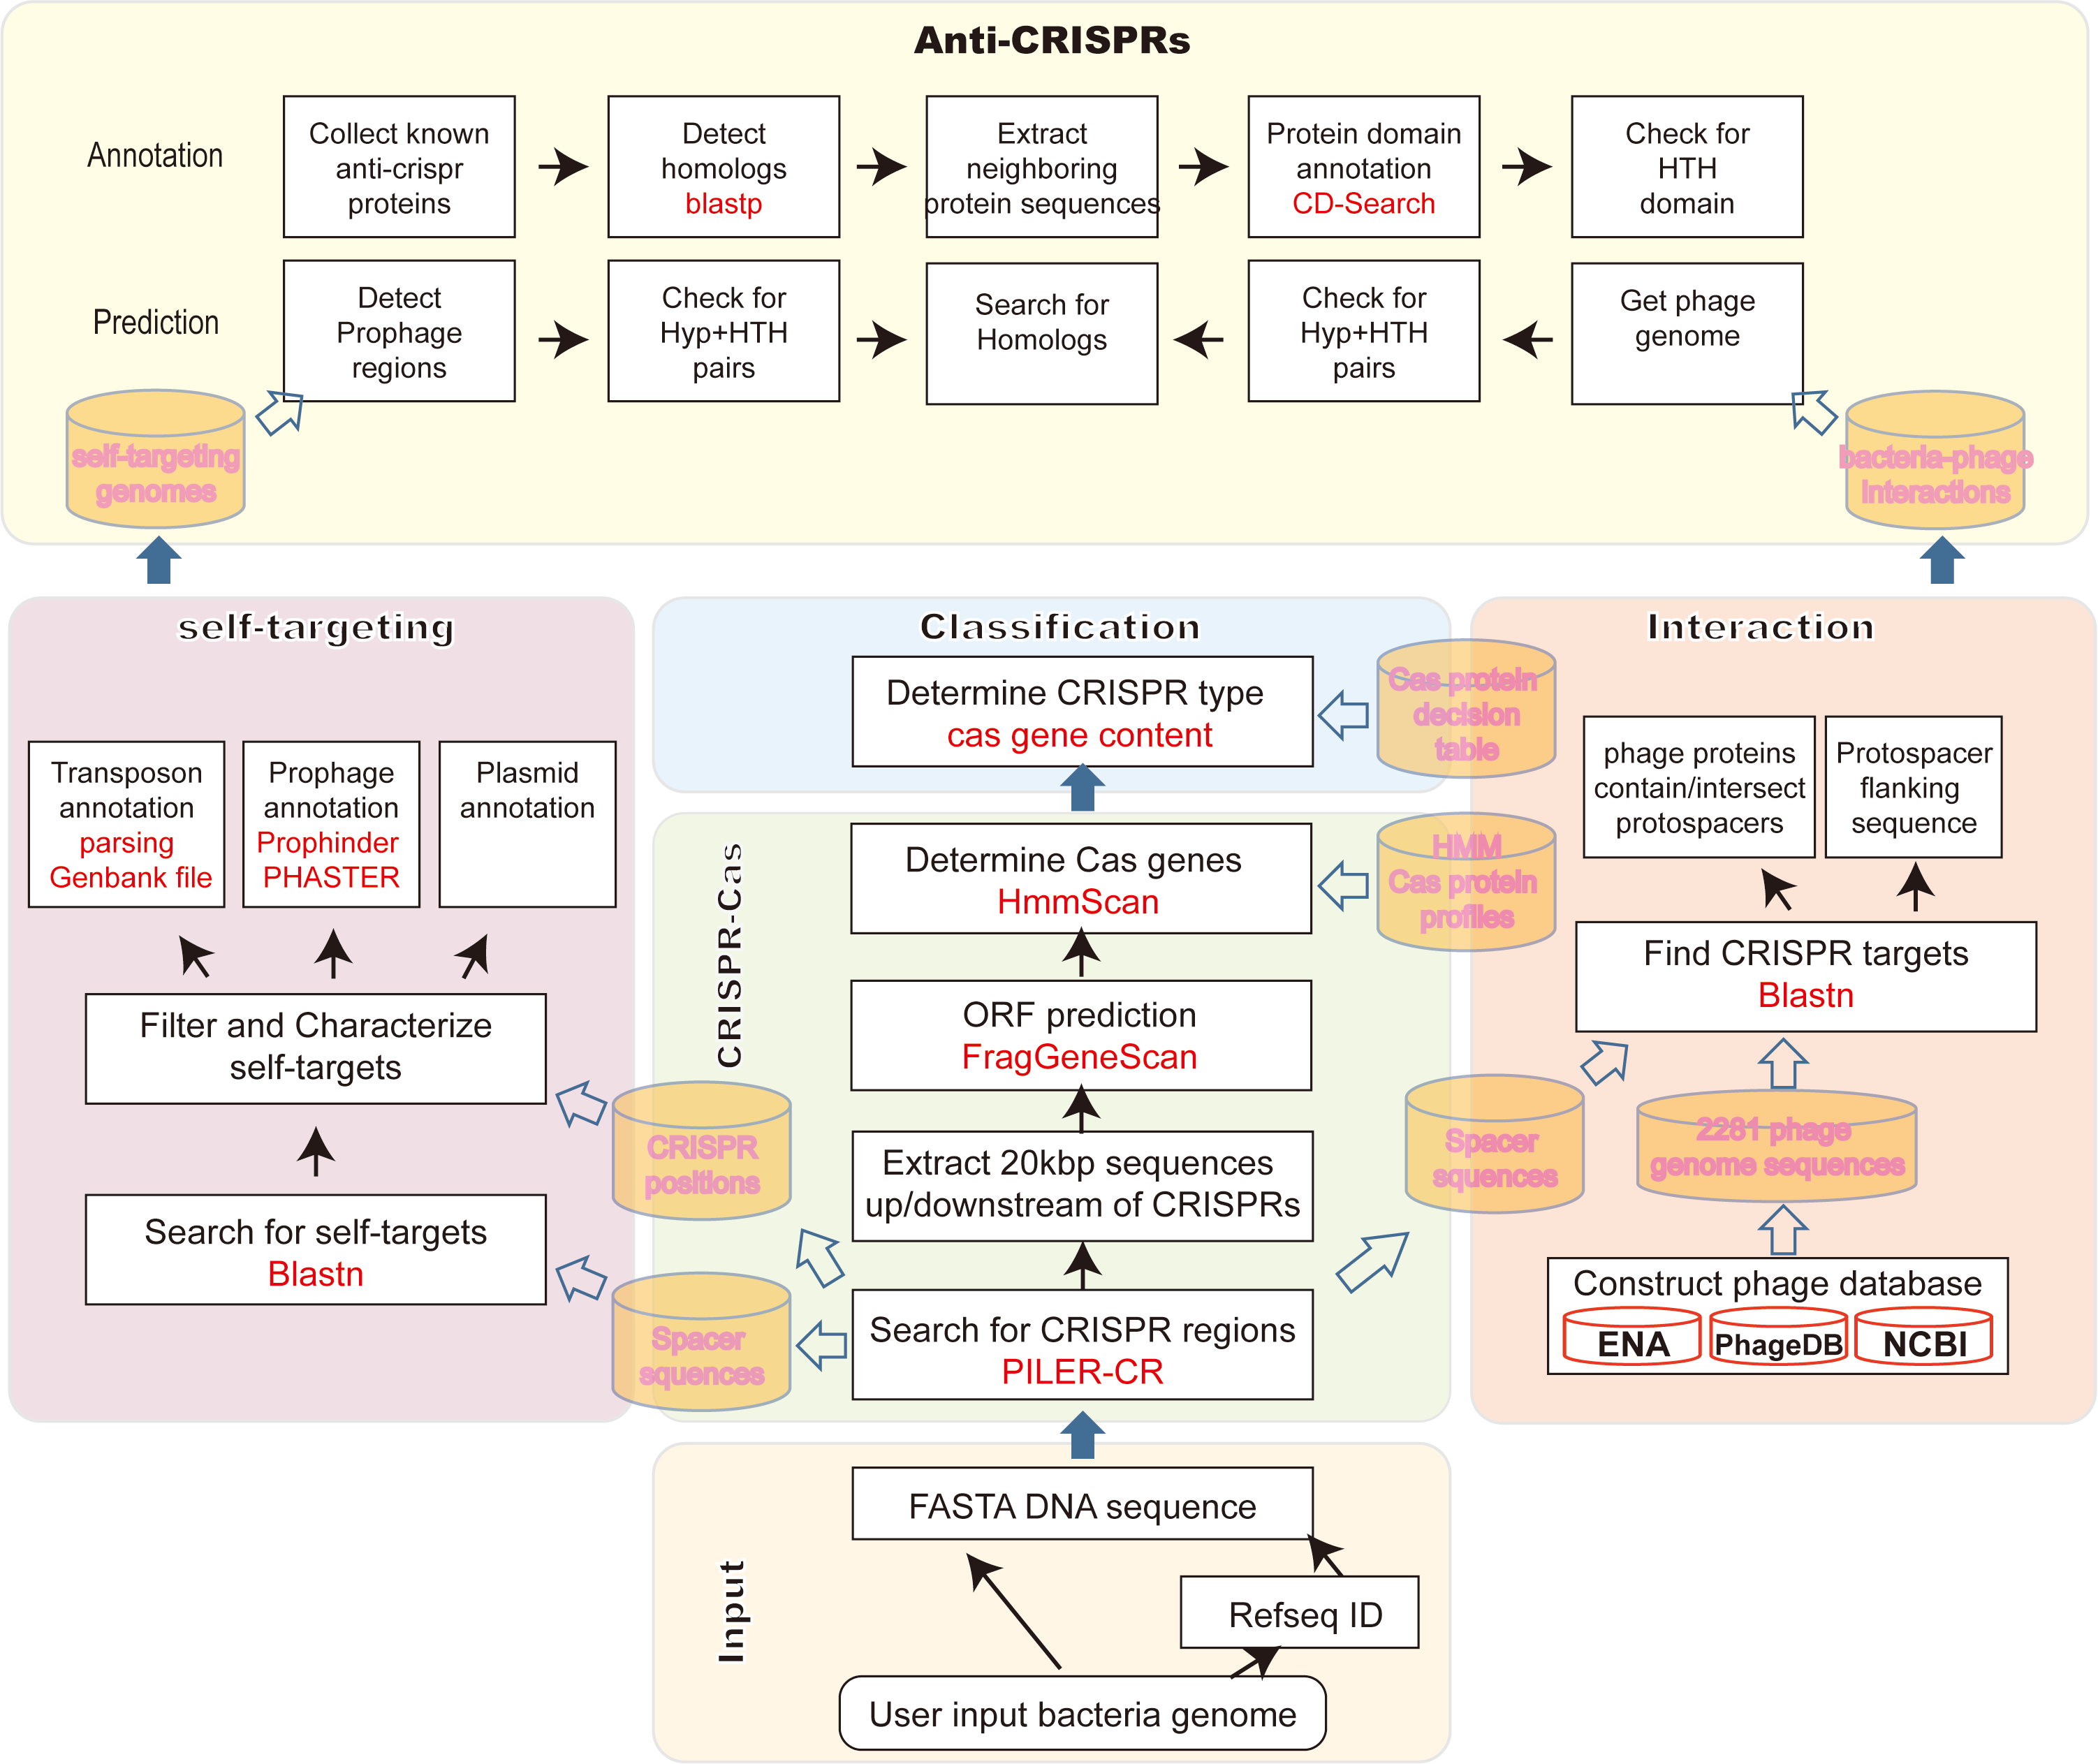 Anti-CRISPRs
Annotation
Collect known
anti-crispr
proteins
Detect
homologs
blastp
Extract
neighboring
protein sequences
Protein domain
annotation
CD-Search
Check for
HTH
domain
Prediction
Detect
Prophage
regions
Check for
Hyp+HTH
pairs
Search for
Homologs
Check for
Hyp+HTH
pairs
Get phage
genome
self-targeting
genomes
bacteria-phage
interactions
self-targeting
Transposon
annotation
parsing
Genbank file
Prophage
annotation
Prophinder
PHASTER
Plasmid
annotation
Filter and Characterize
self-targets
Search for self-targets
Blastn
CRISPR
positions
Spacer
squences
Classification
Determine CRISPR type
cas gene content
Cas protein
decision
table
CRISPR-Cas
Determine Cas genes
HmmScan
HMM
Cas protein
profiles
ORF prediction
FragGeneScan
Extract 20kbp sequences
up/downstream of CRISPRs
Search for CRISPR regions
PILER-CR
Interaction
phage proteins
contain/intersect
protospacers
Protospacer
flanking
sequence
Find CRISPR targets
Blastn
Spacer
squences
2281 phage
genome sequences
Construct phage database
ENA
PhageDB
NCBI
Input
FASTA DNA sequence
Refseq ID
User input bacteria genome